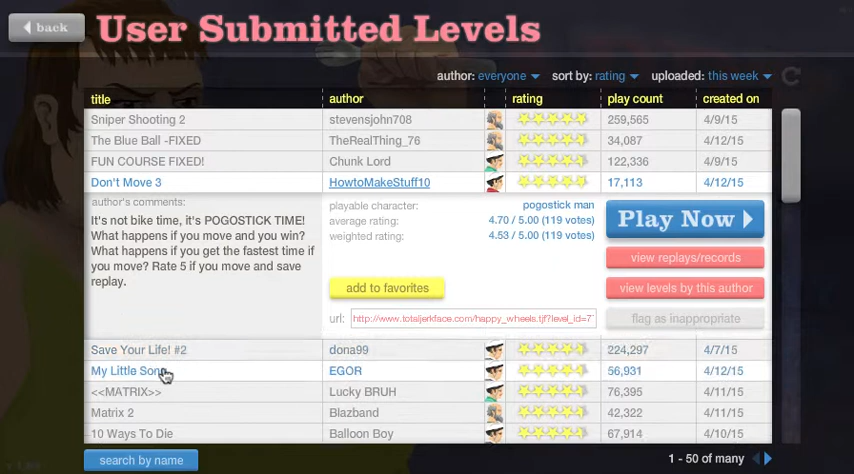 back
User Submitted Levels
author: everyone sort by: rating uploaded: this week
title author rating play count created on
Sniper Shooting 2 stevensjohn708 259,565 4/9/15
The Blue Ball -FIXED TheRealThing_76 34,087 4/12/15
FUN COURSE FIXED! Chunk Lord 122,336 4/9/15
Don't Move 3 HowtoMakeStuff10 17,113 4/12/15
author's comments:
It's not bike time, it's POGOSTICK TIME!
What happens if you move and you win?
What happens if you get the fastest time if
you move? Rate 5 if you move and save
replay.
playable character: pogostick man
average rating: 4.70 / 5.00 (119 votes)
weighted rating: 4.53 / 5.00 (119 votes)
add to favorites
url: http://www.totaljerkface.com/happy_wheels.tjf?level_id=7
Play Now
view replays/records
view levels by this author
flag as inappropriate
Save Your Life! #2 dona99 224,297 4/7/15
My Little EGOR 56,931 4/12/15
<<MATRIX>> Lucky BRUH 76,395 4/11/15
Matrix 2 Blazband 42,322 4/11/15
10 Ways To Die Balloon Boy 67,914 4/10/15
search by name
1 - 50 of many